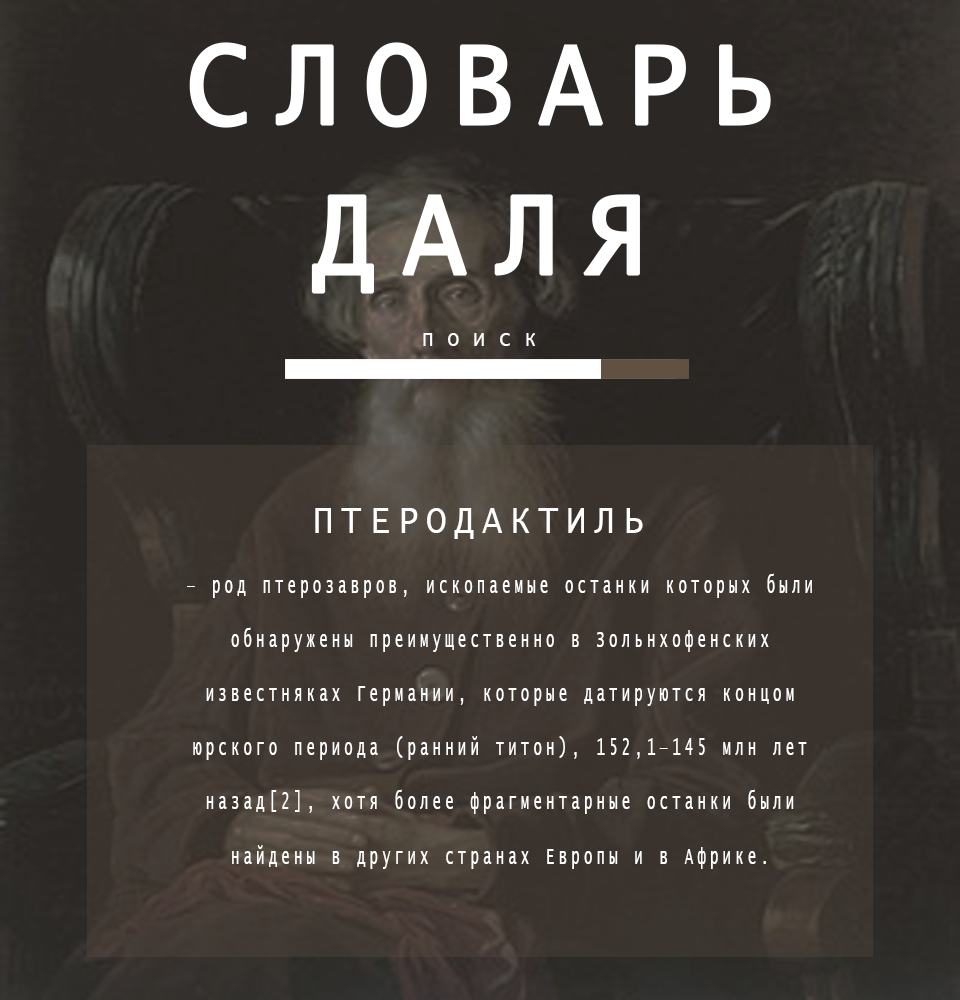 СЛОВАРЬ
ДАЛЯ
ПОИСК
ПТЕРОДАКТИЛЬ
– род птерозавров, ископаемые останки которых были
обнаружены преимущественно в Зольнхофенских
известняках Германии, которые датируются концом
юрского периода (ранний титон), 152,1–145 млн лет
назад[2], хотя более фрагментарные останки были
найдены в других странах Европы и в Африке.